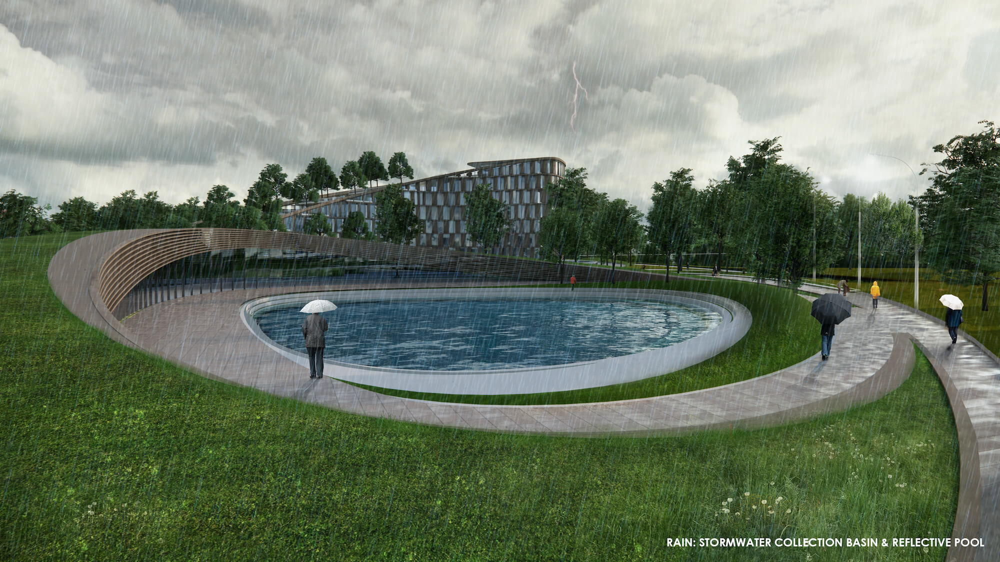 RAIN: STORMWATER COLLECTION BASIN & REFLECTIVE POOL